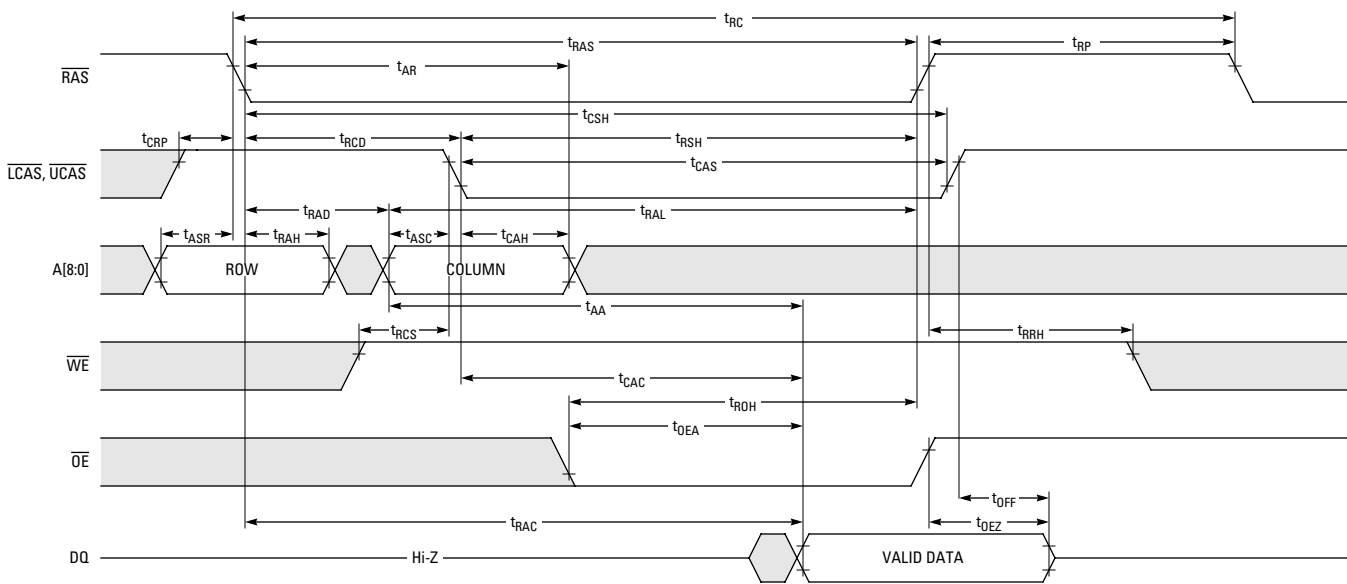 tRC
tRAS
tRP
RAS
tAR
tCSH
tCRP
tRCD
tRSH
LCAS, UCAS
tCAS
tRAD
tRAL
tASR
tRAH
tASC
tCAH
A[8:0]
ROW
COLUMN
tAA
tRCS
tRRH
WE
tCAC
tROH
tOEA
OE
tOFF
tRAC
tOEZ
DQ
Hi-Z
VALID DATA